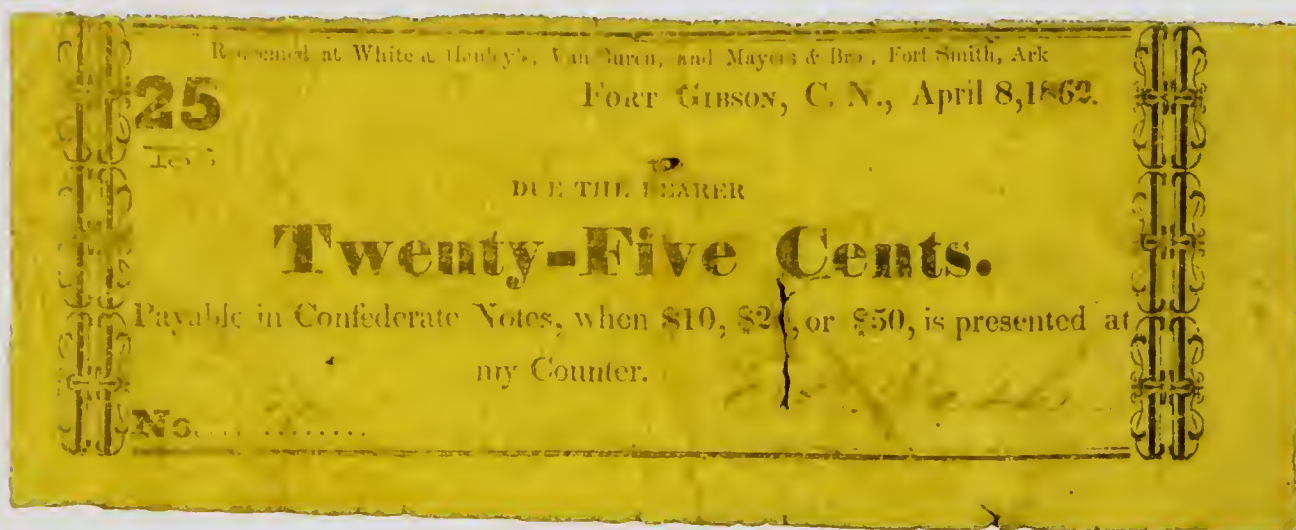 Redeemed at White & Henby's, Van Buren, and Mayers & Bro., Fort Smith, Ark
25
FORT GIBSON, C. N., April 8, 1862.
DUE THE BEARER
Twenty-Five Cents.
Payable in Confederate Notes, when $10, $20, or $50, is presented at
my Counter.
No.